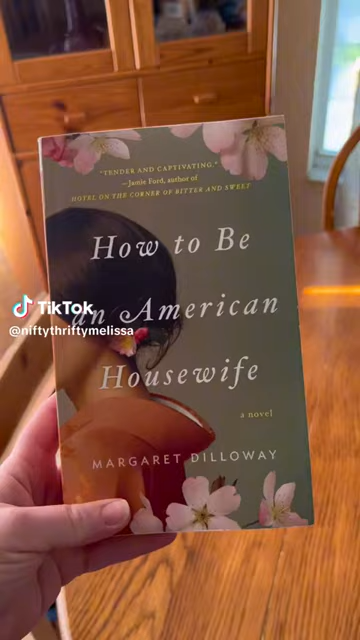 "TENDER AND CAPTIVATING."
—Jamie Ford, author of
HOTEL ON THE CORNER OF BITTER AND SWEET
How to Be
an American
Housewife
a novel
MARGARET DILLOWAY
TikTok
@niftythriftymelissa